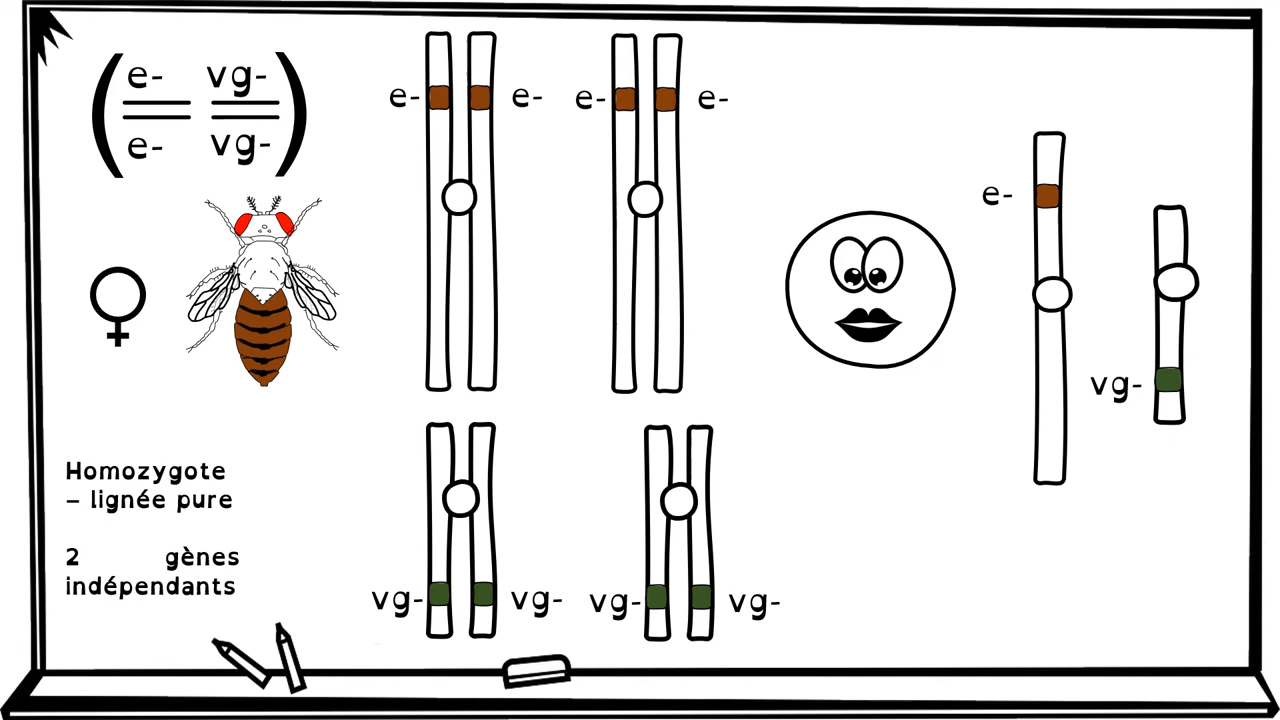 e- vg-
e- vg-
e- e- e- e-
e-
vg-
Homozygote
– lignée pure
2 gènes
indépendants
vg- vg- vg- vg-